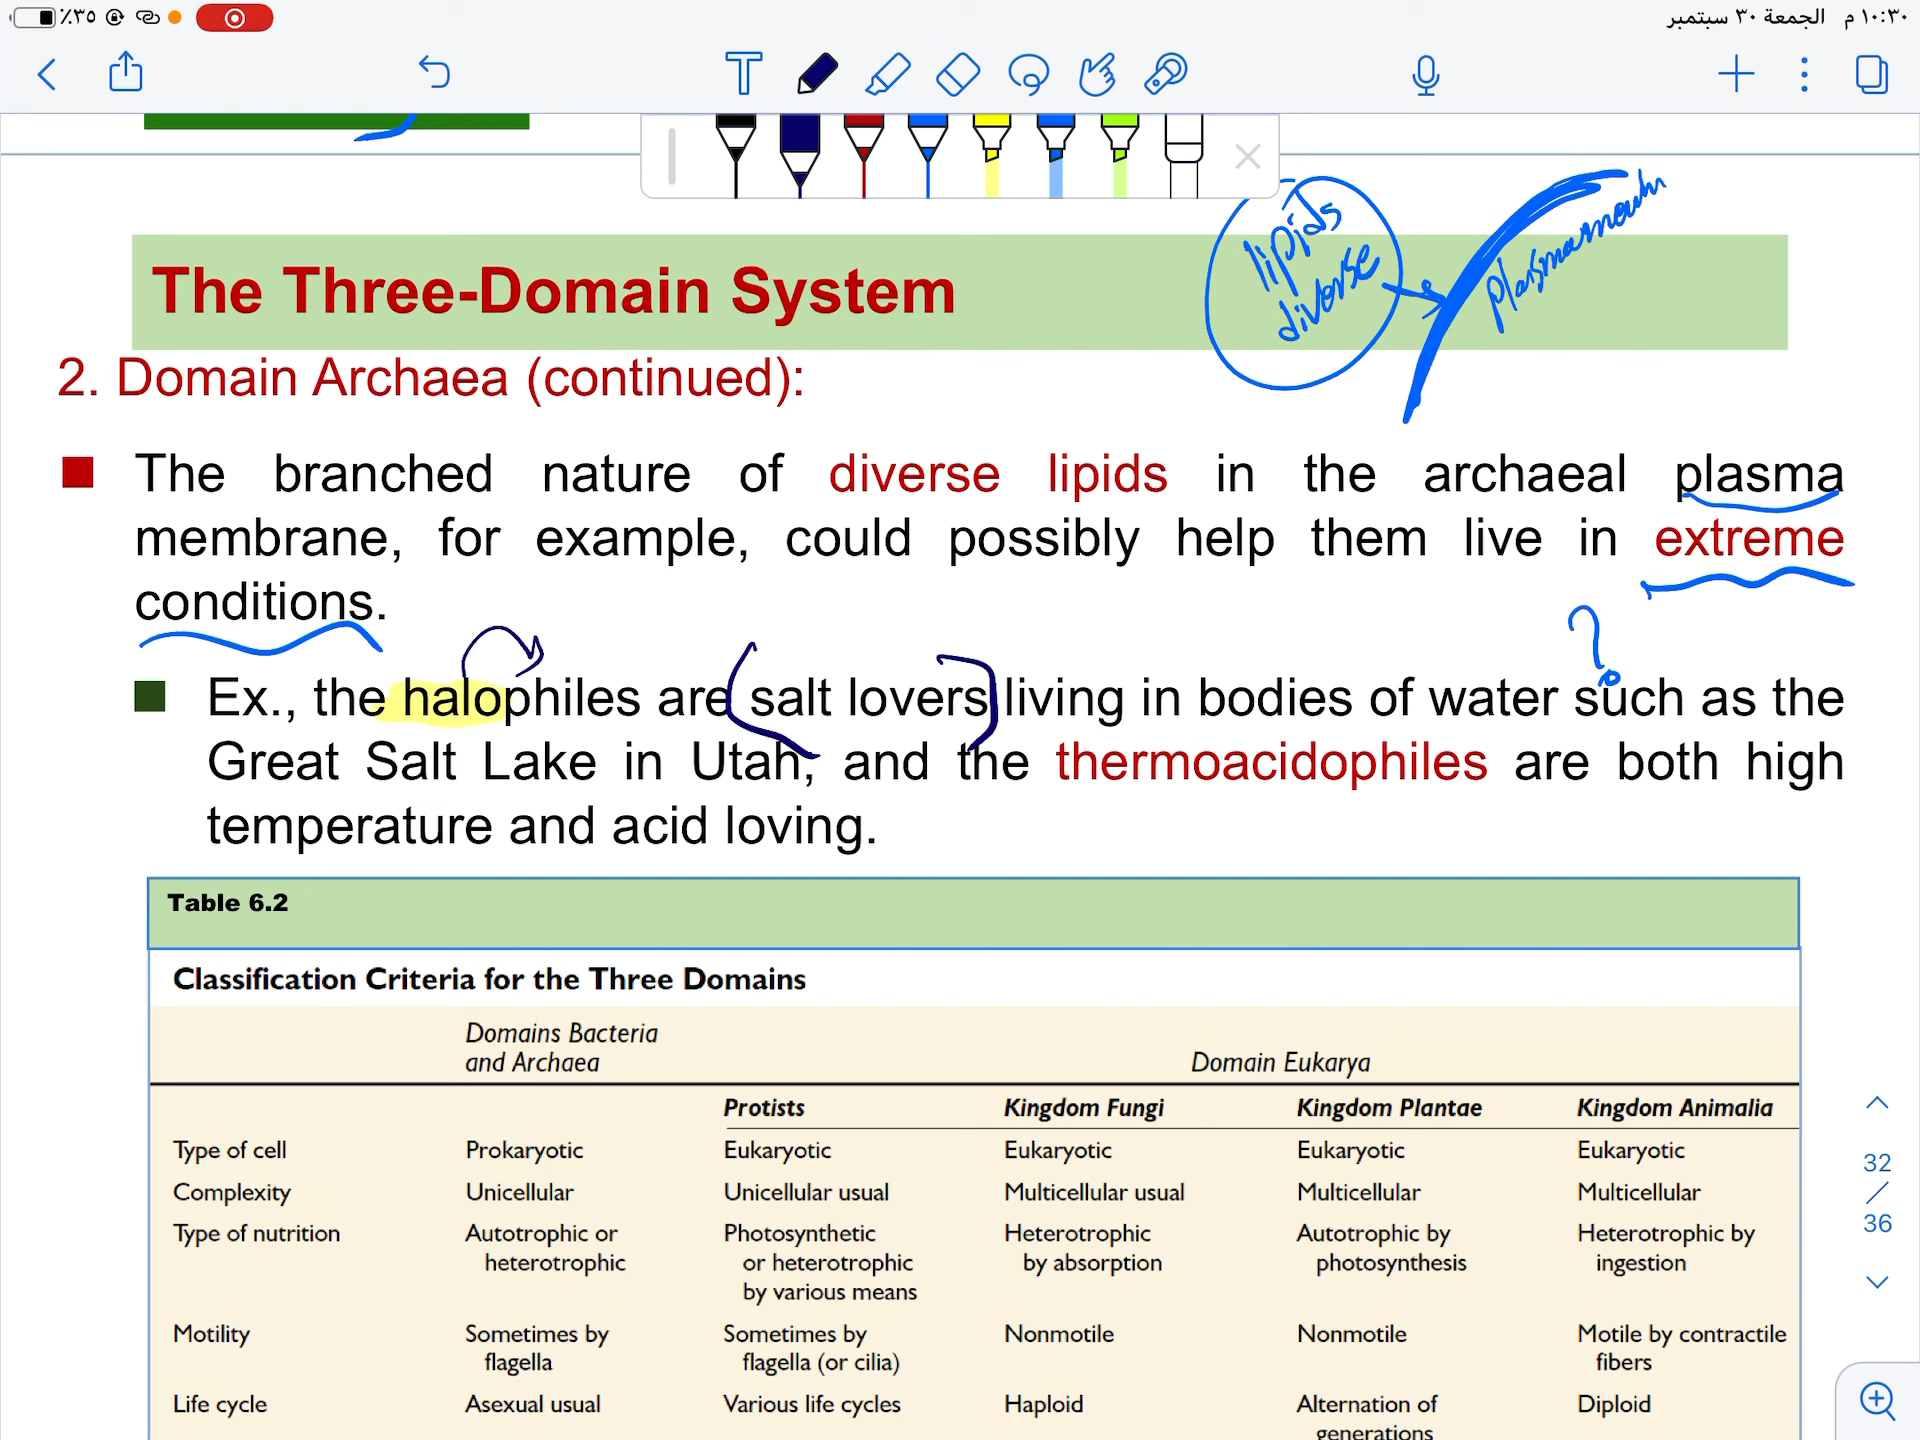 ٪٣٥
١٠:٣٠ م الجمعة ٣٠ سبتمبر
lipids
diverse
The Three-Domain System
2. Domain Archaea (continued):
The branched nature of diverse lipids in the archaeal plasma
membrane, for example, could possibly help them live in extreme
conditions.
?
Ex., the halophiles are ( salt lovers) living in bodies of water such as the
Great Salt Lake in Utah, and the thermoacidophiles are both high
temperature and acid loving.
Table 6.2
Classification Criteria for the Three Domains
Domains Bacteria
and Archaea
Domain Eukarya
Protists Kingdom Fungi Kingdom Plantae Kingdom Animalia
Type of cell Prokaryotic Eukaryotic Eukaryotic Eukaryotic Eukaryotic
Complexity Unicellular Unicellular usual Multicellular usual Multicellular Multicellular
Type of nutrition Autotrophic or Photosynthetic Heterotrophic Autotrophic by Heterotrophic by
heterotrophic or heterotrophic by absorption photosynthesis ingestion
by various means
Motility Sometimes by Sometimes by Nonmotile Nonmotile Motile by contractile
flagella flagella (or cilia) fibers
Life cycle Asexual usual Various life cycles Haploid Alternation of Diploid
generations
32
/
36